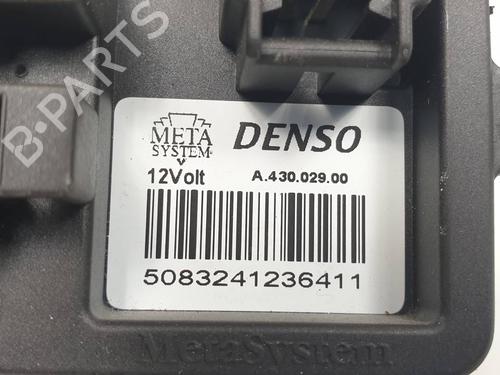 B-PARTS
META
SYSTEM
DENSO
12Volt
A.430.029.00
5083241236411
MetaSystem